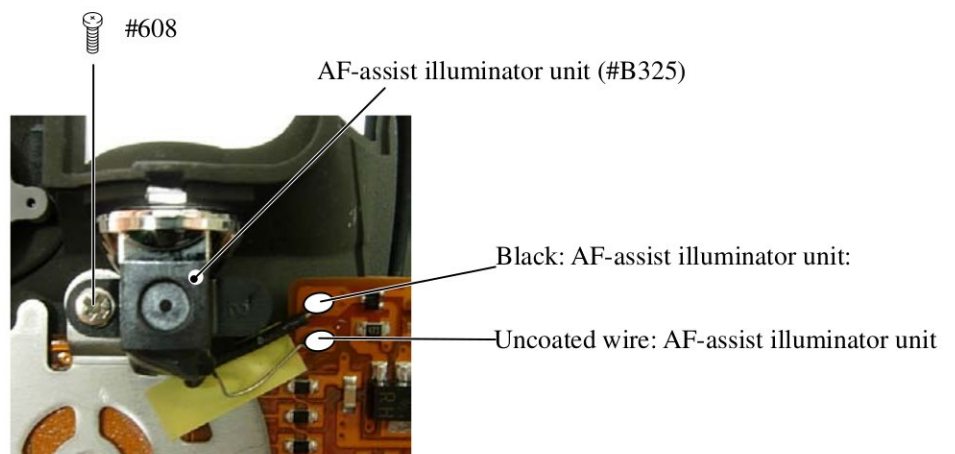 #608
AF-assist illuminator unit (#B325)
Black: AF-assist illuminator unit:
Uncoated wire: AF-assist illuminator unit